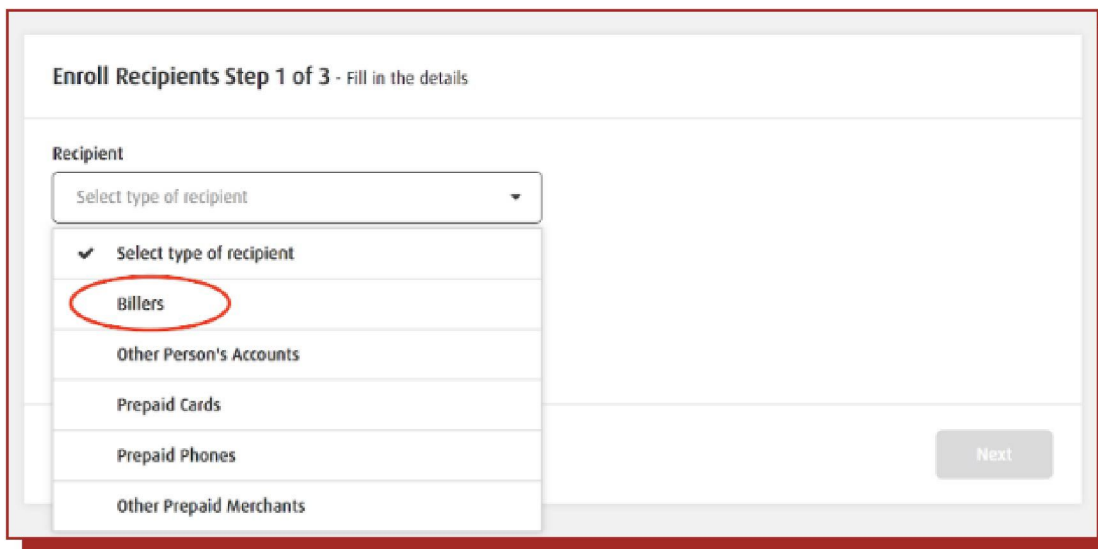 Enroll Recipients Step 1 of 3 - Fill in the details
Recipient
Select type of recipient
Select type of recipient
Billers
Other Person's Accounts
Prepaid Cards
Prepaid Phones
Next
Other Prepaid Merchants